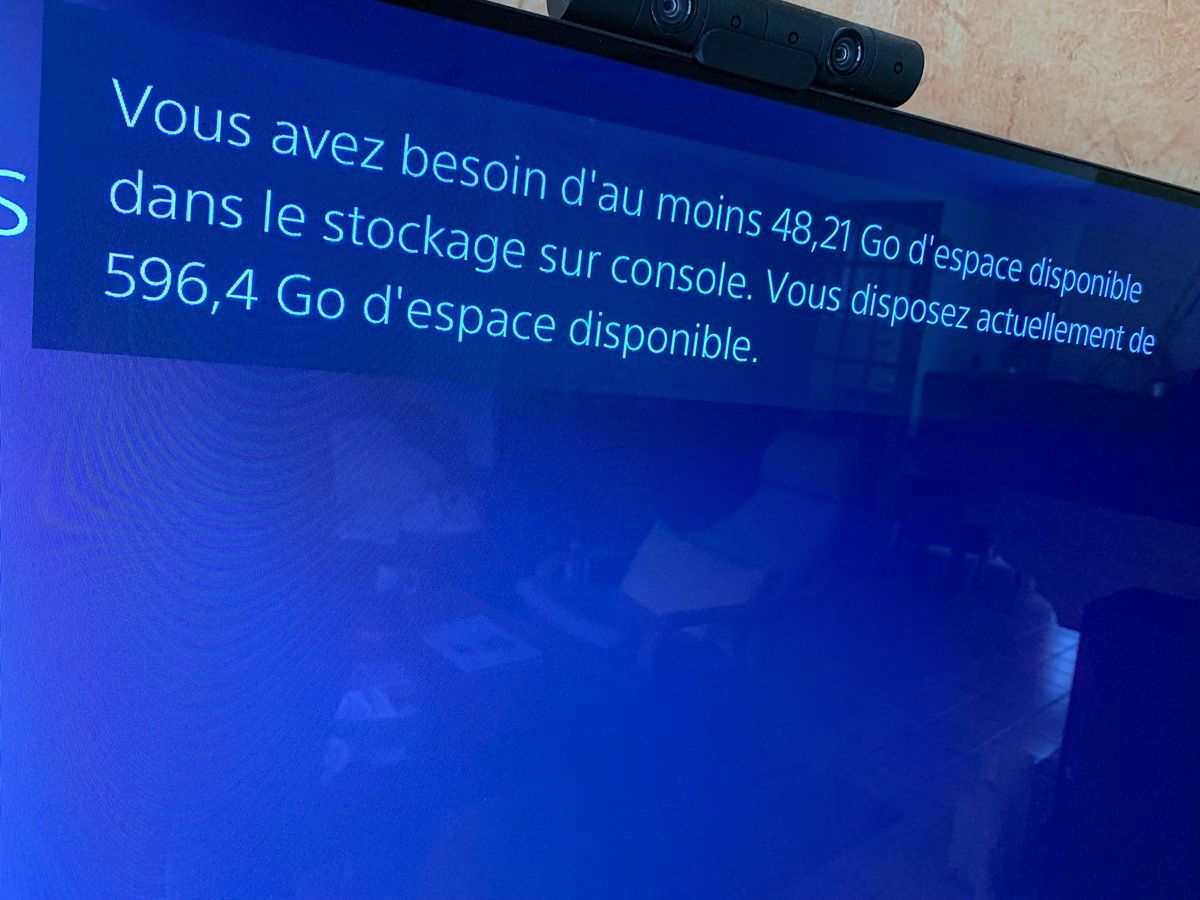 Vous avez besoin d'au moins 48,21 Go d'espace disponible
dans le stockage sur console. Vous disposez actuellement de
596,4 Go d'espace disponible.
s